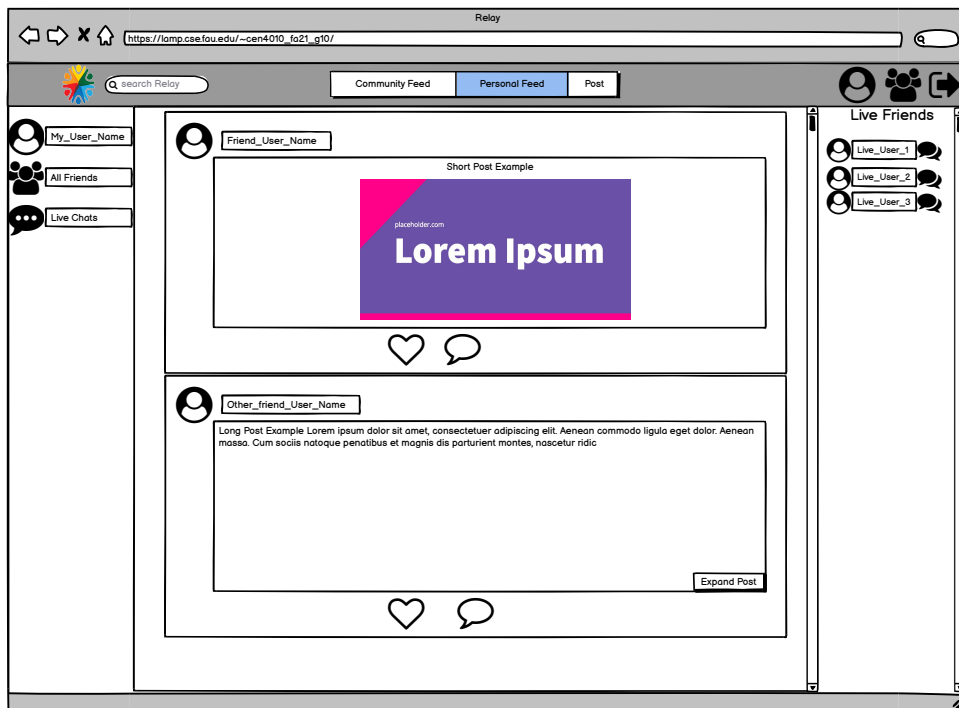 Relay
https://lamp.cse.fau.edu/~cen4010_fa21_g10/
search Relay
Community Feed
Personal Feed
Post
My_User_Name
All Friends
Live Chats
Friend_User_Name
Short Post Example
placeholder.com
Lorem Ipsum
Other_friend_User_Name
Long Post Example Lorem ipsum dolor sit amet, consectetuer adipiscing elit. Aenean commodo ligula eget dolor. Aenean
massa. Cum sociis natoque penatibus et magnis dis parturient montes, nascetur ridic
Expand Post
Live Friends
Live_User_1
Live_User_2
Live_User_3